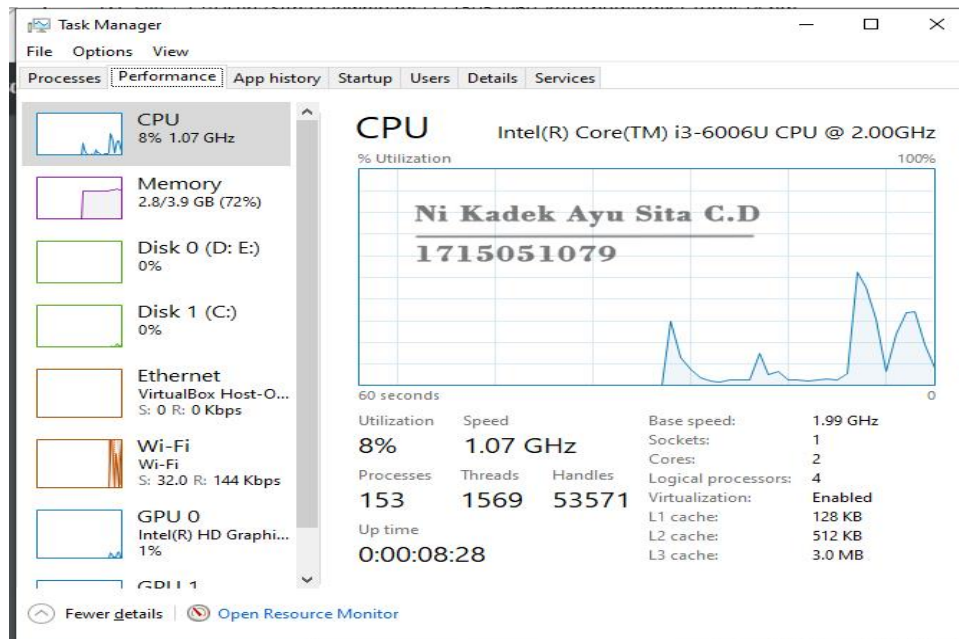 Task Manager
File Options View
Processes Performance App history Startup Users Details Services
CPU
8% 1.07 GHz
Memory
2.8/3.9 GB (72%)
Disk 0 (D: E:)
0%
Disk 1 (C:)
0%
Ethernet
VirtualBox Host-O...
S: 0 R: 0 Kbps
Wi-Fi
Wi-Fi
S: 32.0 R: 144 Kbps
GPU 0
Intel(R) HD Graphi...
1%
GPU 1
CPU Intel(R) Core(TM) i3-6006U CPU @ 2.00GHz
% Utilization 100%
Ni Kadek Ayu Sita C.D
1715051079
60 seconds 0
Utilization Speed
8% 1.07 GHz
Processes Threads Handles
153 1569 53571
Up time
0:00:08:28
Base speed: 1.99 GHz
Sockets: 1
Cores: 2
Logical processors: 4
Virtualization: Enabled
L1 cache: 128 KB
L2 cache: 512 KB
L3 cache: 3.0 MB
Fewer details Open Resource Monitor